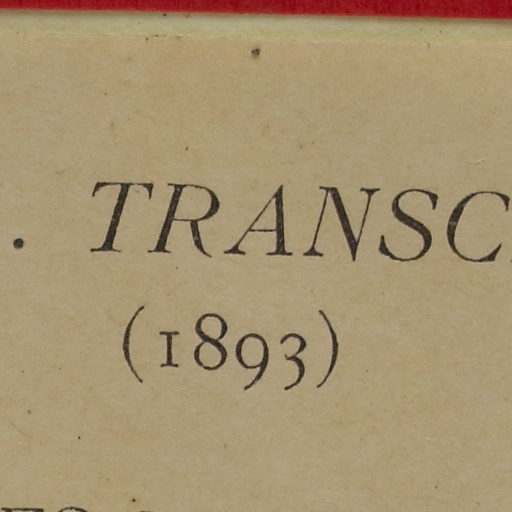 . TRANSC
(1893)